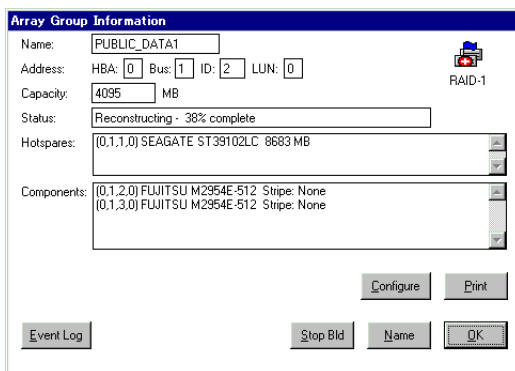 Array Group Information
Name: PUBLIC_DATA1
Address: HBA: 0 Bus: 1 ID: 2 LUN: 0
RAID-1
Capacity: 4095 MB
Status: Reconstructing - 38% complete
Hotspares: (0,1,1,0) SEAGATE ST39102LC 8683 MB
Components: (0,1,2,0) FUJITSU M2954E-512 Stripe: None
(0,1,3,0) FUJITSU M2954E-512 Stripe: None
Configure Print
Event Log Stop Bld Name OK